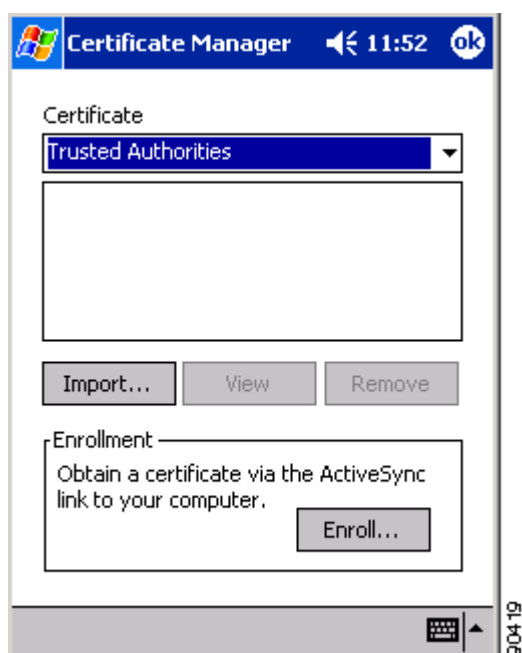 Certificate Manager 11:52 ok
Certificate
Trusted Authorities
Import... View Remove
Enrollment
Obtain a certificate via the ActiveSync
link to your computer.
Enroll...
90419